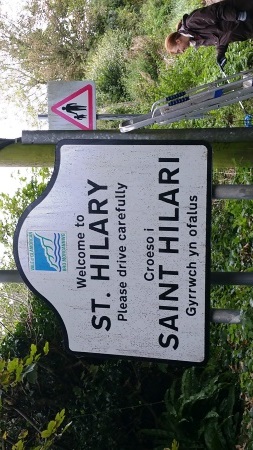 Welcome to
ST. HILARY
Please drive carefully
Croeso i
SAINT HILARI
Gyrrwch yn ofalus